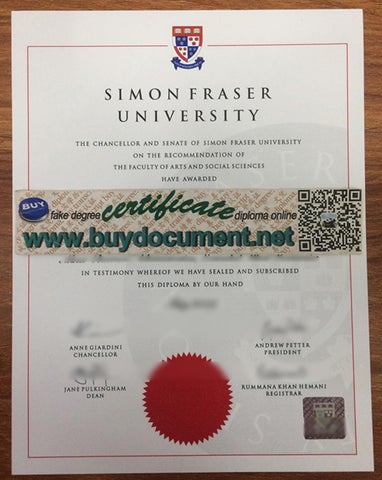 SIMON FRASER
UNIVERSITY
THE CHANCELLOR AND SENATE OF SIMON FRASER UNIVERSITY
ON THE RECOMMENDATION OF
THE FACULTY OF ARTS AND SOCIAL SCIENCES
HAVE AWARDED
BUY
fake degree certificate diploma online
www.buydocument.net
IN TESTIMONY WHEREOF WE HAVE SEALED AND SUBSCRIBED
THIS DIPLOMA BY OUR HAND
ANNE GIARDINI
CHANCELLOR
ANDREW PETTER
PRESIDENT
JANE PULKINGHAM
DEAN
RUMMANA KHAN HEMANI
REGISTRAR